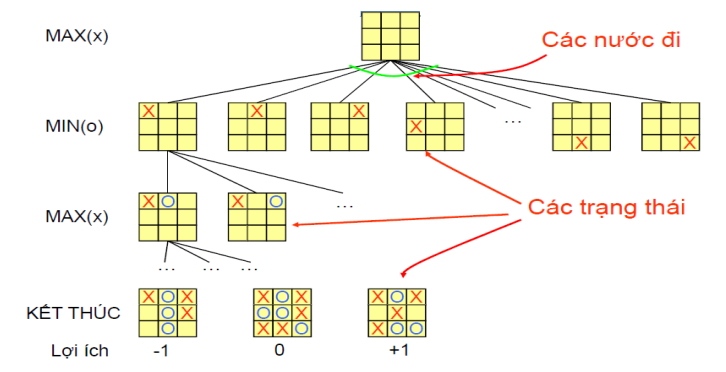 MAX(x)
Các nước đi
X X X X ... X X
MIN(o)
MAX(x)
X O X O ...
Các trạng thái
... ... ...
KẾT THÚC
X O X
O X
O
X O X
O O X
X X O
X O X
X
X O O
Lợi ích -1 0 +1